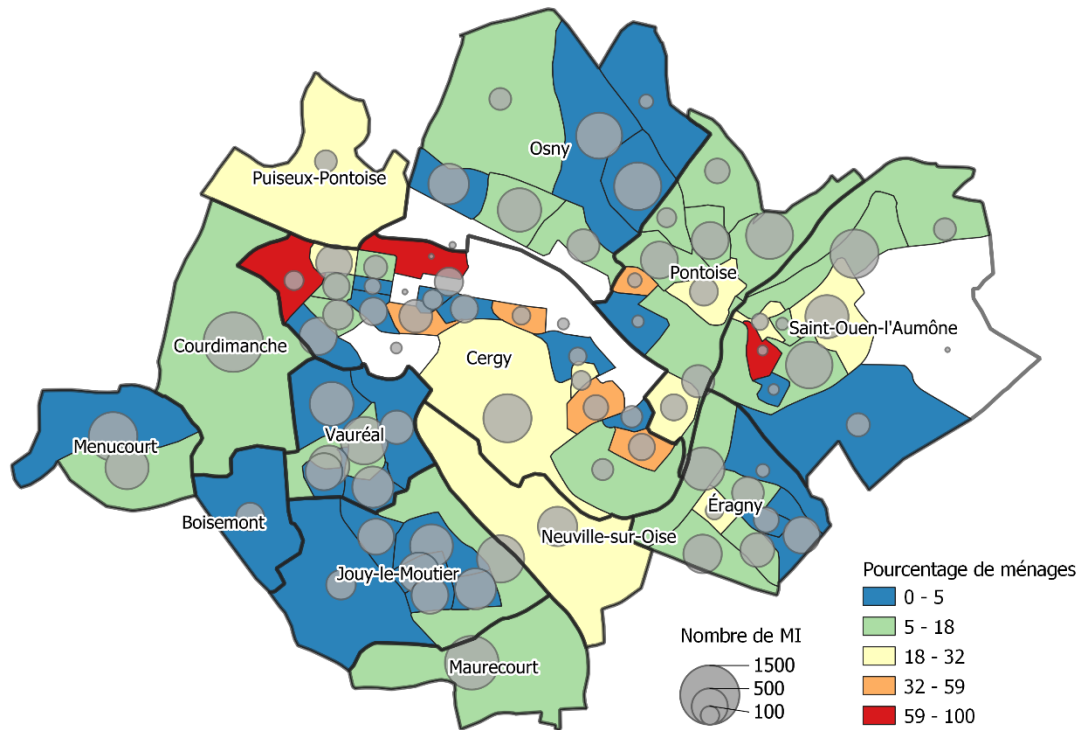 Osny
Puiseux-Pontoise
Pontoise
Saint-Ouen-l'Aumône
Courdimanche
Cergy
Vauréal
Menucourt
Éragny
Boisemont
Neuville-sur-Oise
Jouy-le-Moutier
Maurecourt
Nombre de MI
1500
500
100
Pourcentage de ménages
0 - 5
5 - 18
18 - 32
32 - 59
59 - 100